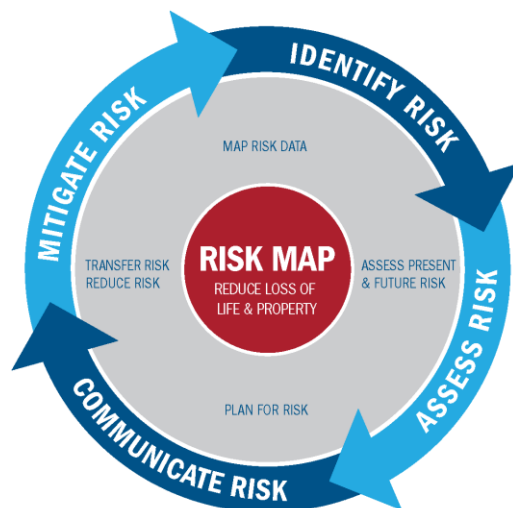 IDENTIFY RISK
MITIGATE RISK
MAP RISK DATA
TRANSFER RISK
REDUCE RISK
RISK MAP
REDUCE LOSS OF
LIFE & PROPERTY
ASSESS PRESENT
& FUTURE RISK
ASSESS RISK
PLAN FOR RISK
COMMUNICATE RISK